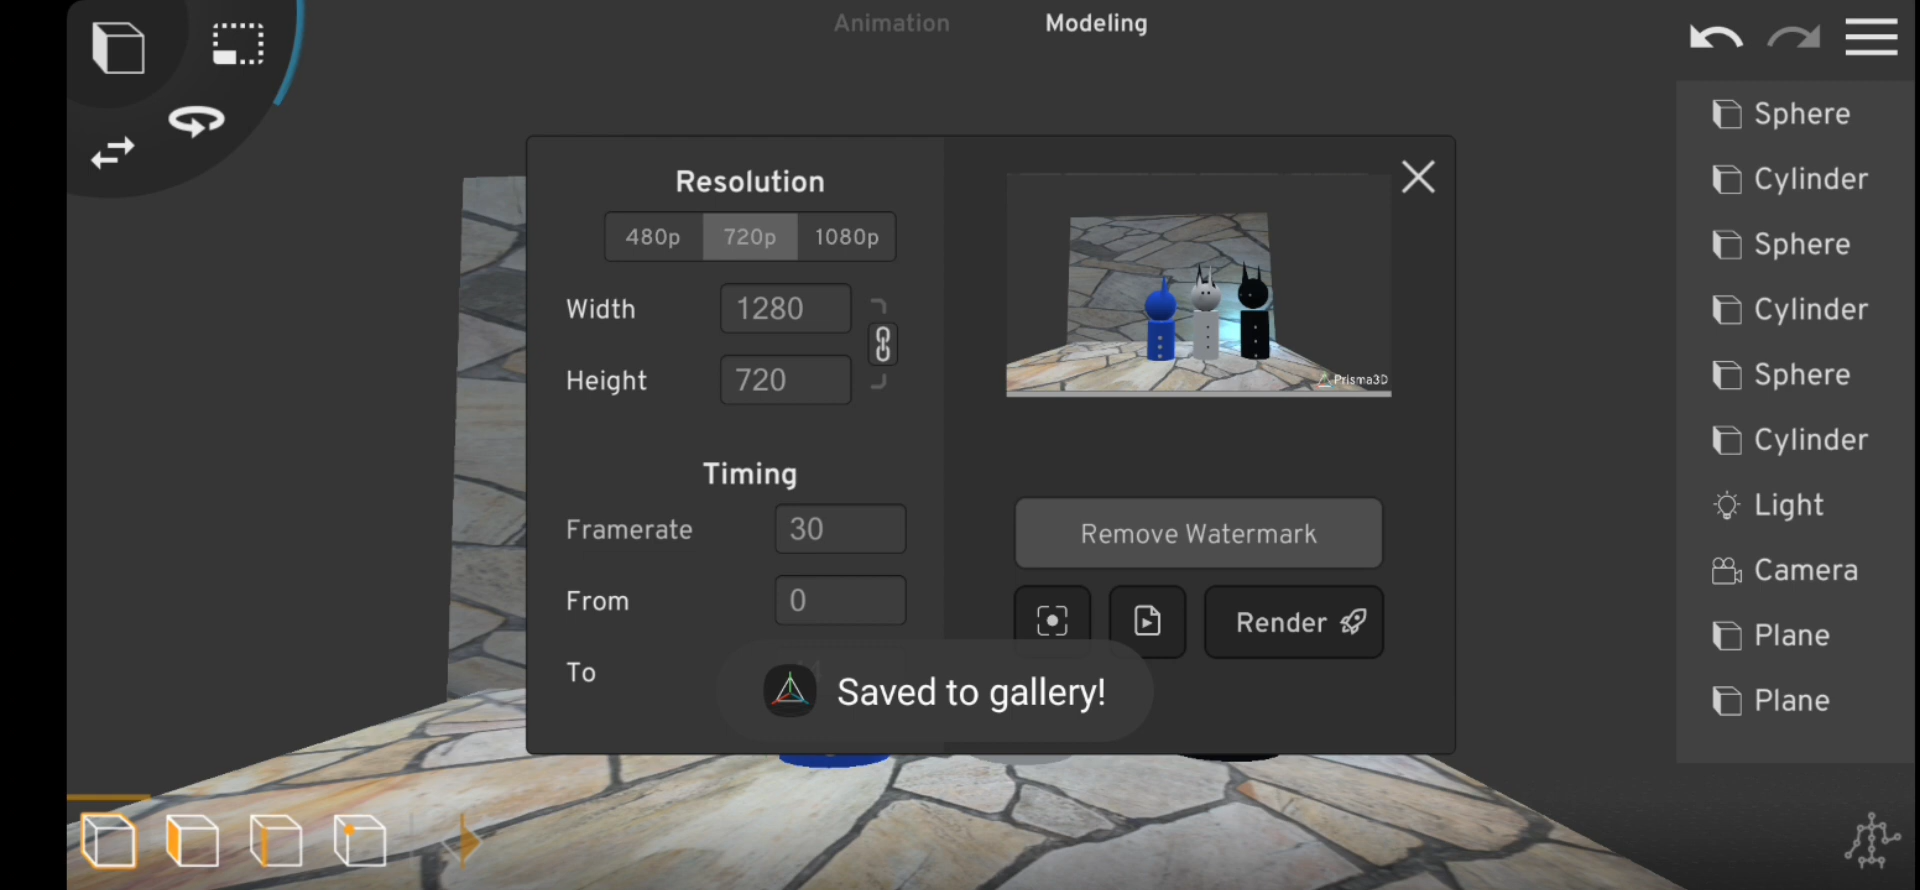 Animation
Modeling
Resolution
480p
720p
1080p
Width
1280
Height
720
Timing
Framerate
30
From
0
To
Prisma3D
Remove Watermark
Render
Saved to gallery!
Sphere
Cylinder
Sphere
Cylinder
Sphere
Cylinder
Light
Camera
Plane
Plane